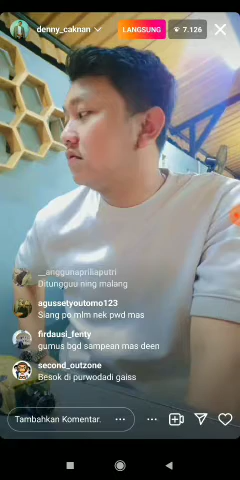 denny_caknan
LANGSUNG
7.126
__anggunapriliaputri
Ditungguu ning malang
agussetyoutomo123
Siang po mlm nek pwd mas
firdausi_fenty
gumus bgd sampean mas deen
second_outzone
Besok di purwodadi gaiss
Tambahkan Komentar.